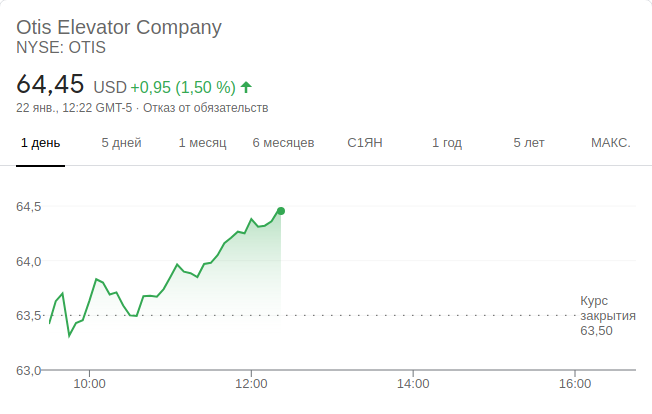 Otis Elevator Company
NYSE: OTIS
64,45 USD +0,95 (1,50 %)
22 янв., 12:22 GMT-5 · Отказ от обязательств
1 день 5 дней 1 месяц 6 месяцев С1ЯН 1 год 5 лет МАКС.
64,5
64,0
63,5
63,0
Курс
закрытия
63,50
10:00 12:00 14:00 16:00